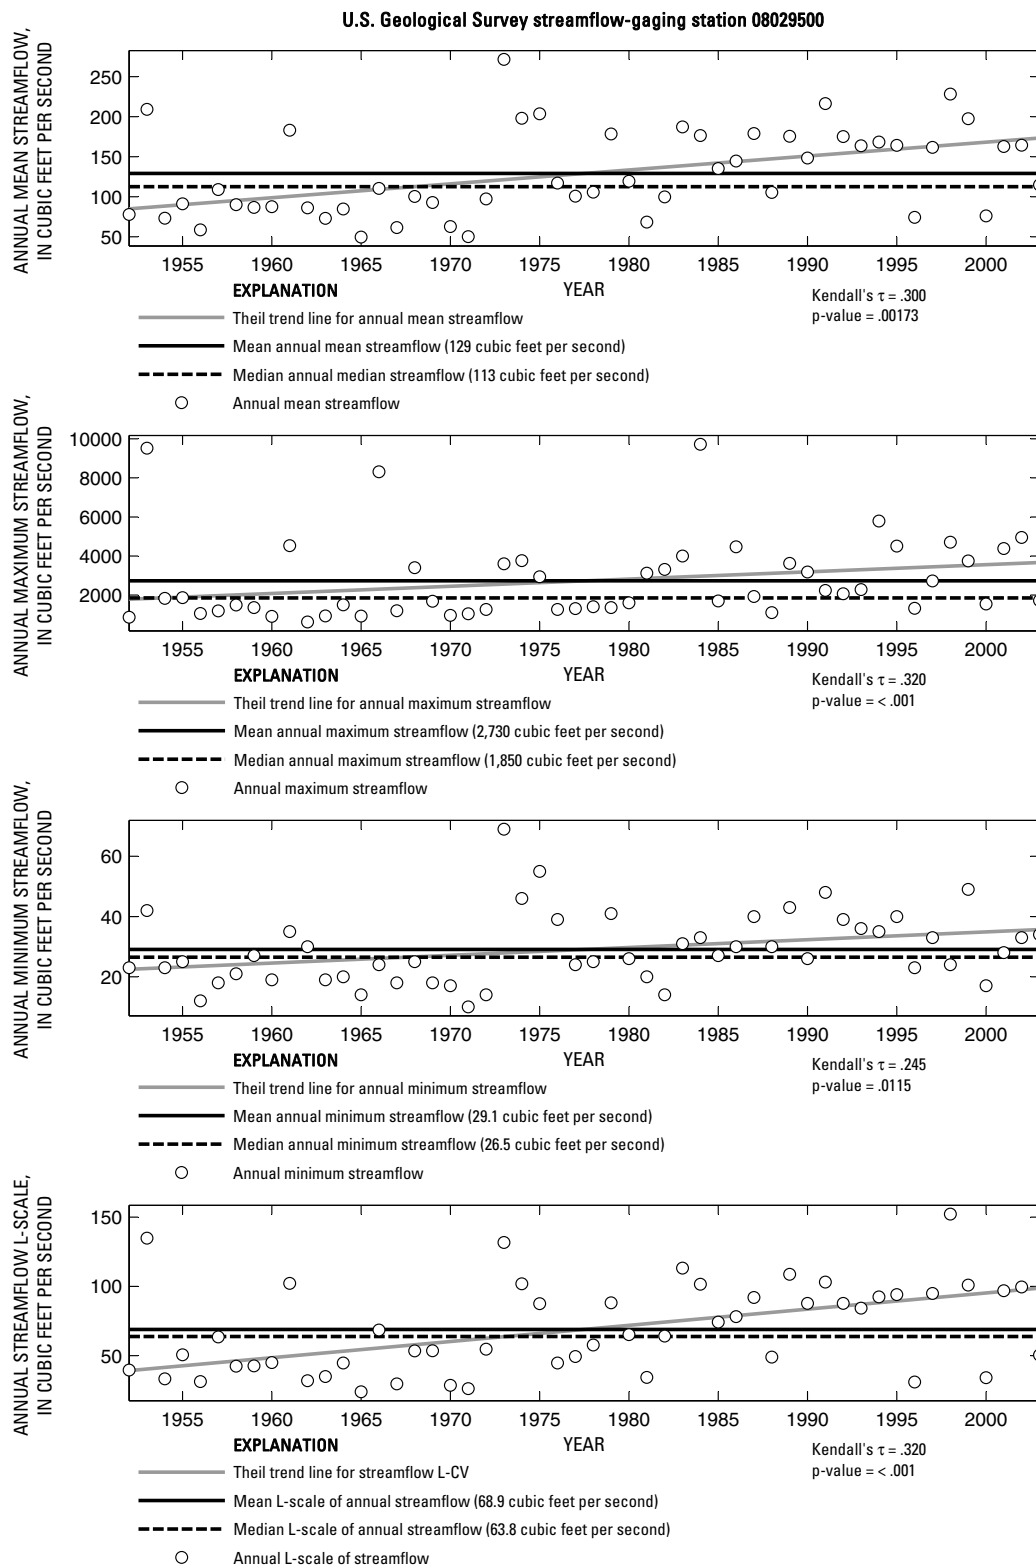 U.S. Geological Survey streamflow-gaging station 08029500
ANNUAL MEAN STREAMFLOW,
IN CUBIC FEET PER SECOND
250
200
150
100
50
1955 1960 1965 1970 1975 1980 1985 1990 1995 2000
EXPLANATION
YEAR
Kendall's τ = .300
p-value = .00173
Theil trend line for annual mean streamflow
Mean annual mean streamflow (129 cubic feet per second)
Median annual median streamflow (113 cubic feet per second)
Annual mean streamflow
ANNUAL MAXIMUM STREAMFLOW,
IN CUBIC FEET PER SECOND
10000
8000
6000
4000
2000
1955 1960 1965 1970 1975 1980 1985 1990 1995 2000
EXPLANATION
YEAR
Kendall's τ = .320
p-value = < .001
Theil trend line for annual maximum streamflow
Mean annual maximum streamflow (2,730 cubic feet per second)
Median annual maximum streamflow (1,850 cubic feet per second)
Annual maximum streamflow
ANNUAL MINIMUM STREAMFLOW,
IN CUBIC FEET PER SECOND
60
40
20
1955 1960 1965 1970 1975 1980 1985 1990 1995 2000
EXPLANATION
YEAR
Kendall's τ = .245
p-value = .0115
Theil trend line for annual minimum streamflow
Mean annual minimum streamflow (29.1 cubic feet per second)
Median annual minimum streamflow (26.5 cubic feet per second)
Annual minimum streamflow
ANNUAL STREAMFLOW L-SCALE,
IN CUBIC FEET PER SECOND
150
100
50
1955 1960 1965 1970 1975 1980 1985 1990 1995 2000
EXPLANATION
YEAR
Kendall's τ = .320
p-value = < .001
Theil trend line for streamflow L-CV
Mean L-scale of annual streamflow (68.9 cubic feet per second)
Median L-scale of annual streamflow (63.8 cubic feet per second)
Annual L-scale of streamflow